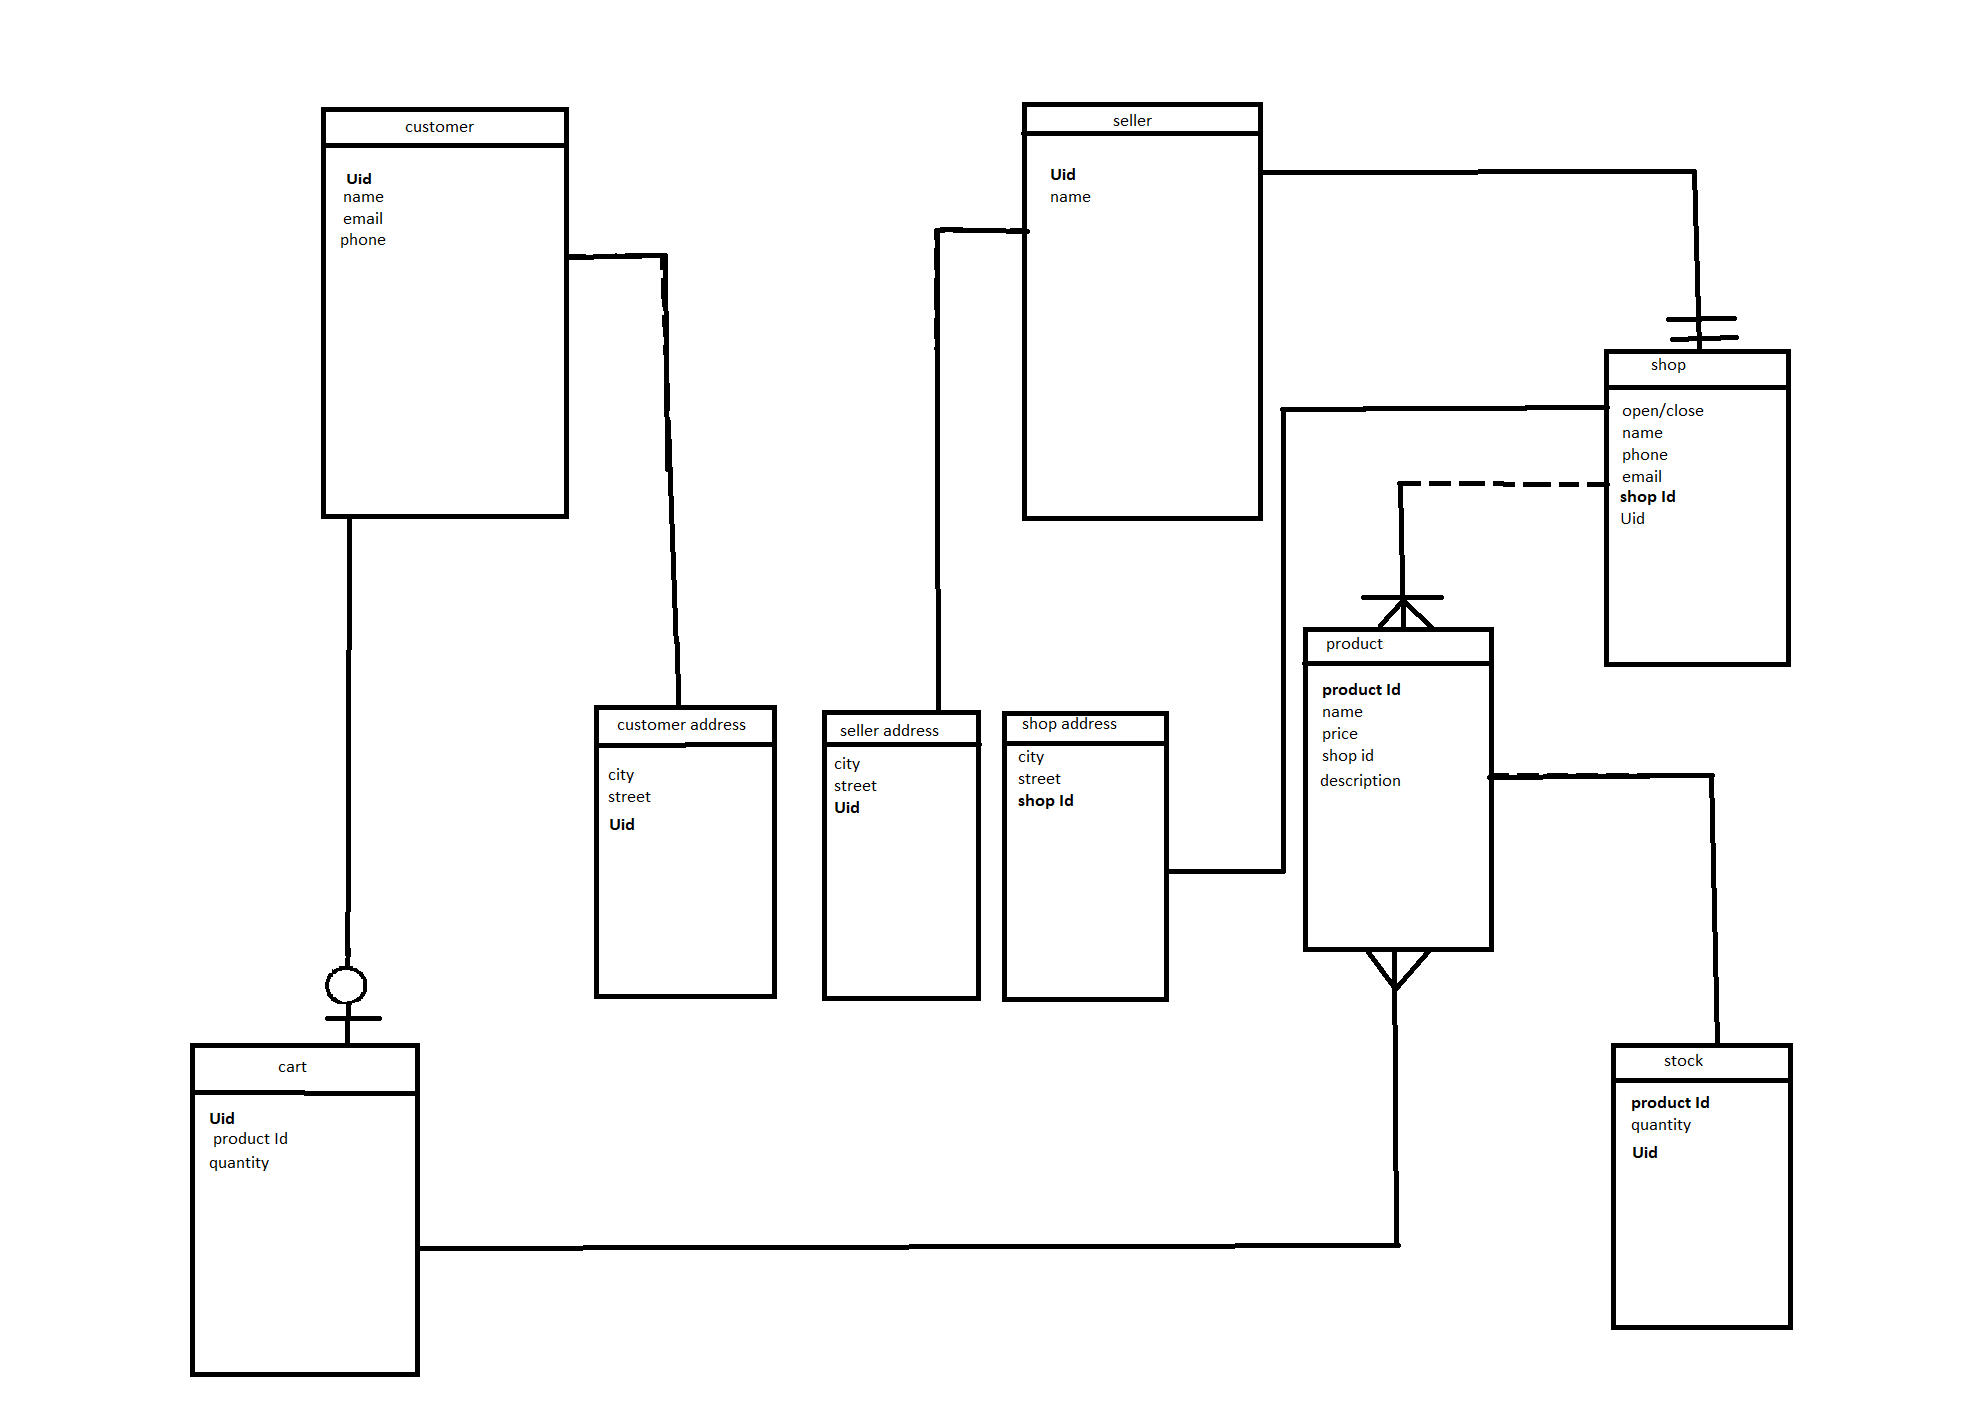 customer
Uid
name
email
phone
seller
Uid
name
shop
open/close
name
phone
email
shop Id
Uid
customer address
city
street
Uid
seller address
city
street
Uid
shop address
city
street
shop Id
product
product Id
name
price
shop id
description
cart
Uid
product Id
quantity
stock
product Id
quantity
Uid